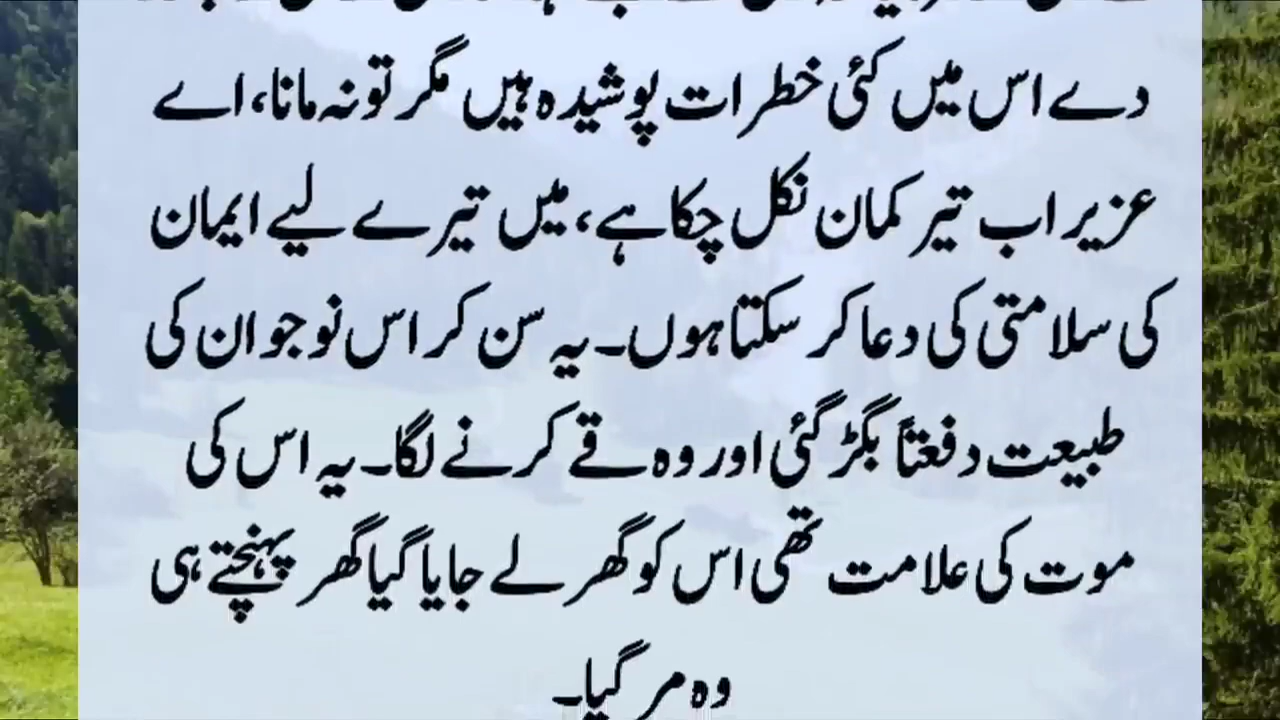 دے اس میں کئی خطرات پوشیدہ ہیں مگر تو نہ مانا، اے
عزیر اب تیر کمان نکل چکا ہے، میں تیرے لیے ایمان
کی سلامتی کی دعا کر سکتا ہوں۔ یہ سن کر اس نوجوان کی
طبیعت دفعتاً بگڑ گئی اور وہ قے کرنے لگا۔ یہ اس کی
موت کی علامت تھی اس کو گھر لے جایا گیا گھر پہنچتے ہی
وہ مر گیا۔